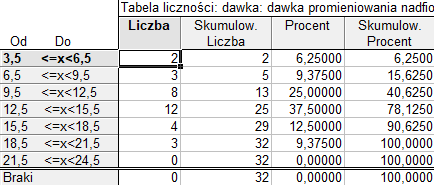 Tabela liczności: dawka: dawka promieniowania nadfio
Od Do Liczba Skumulow. Liczba Procent Skumulow. Procent
3,5 <=x<6,5 2 2 6,25000 6,2500
6,5 <=x<9,5 3 5 9,37500 15,6250
9,5 <=x<12,5 8 13 25,00000 40,6250
12,5 <=x<15,5 12 25 37,50000 78,1250
15,5 <=x<18,5 4 29 12,50000 90,6250
18,5 <=x<21,5 3 32 9,37500 100,0000
21,5 <=x<24,5 0 32 0,00000 100,0000
Braki 0 32 0,00000 100,0000